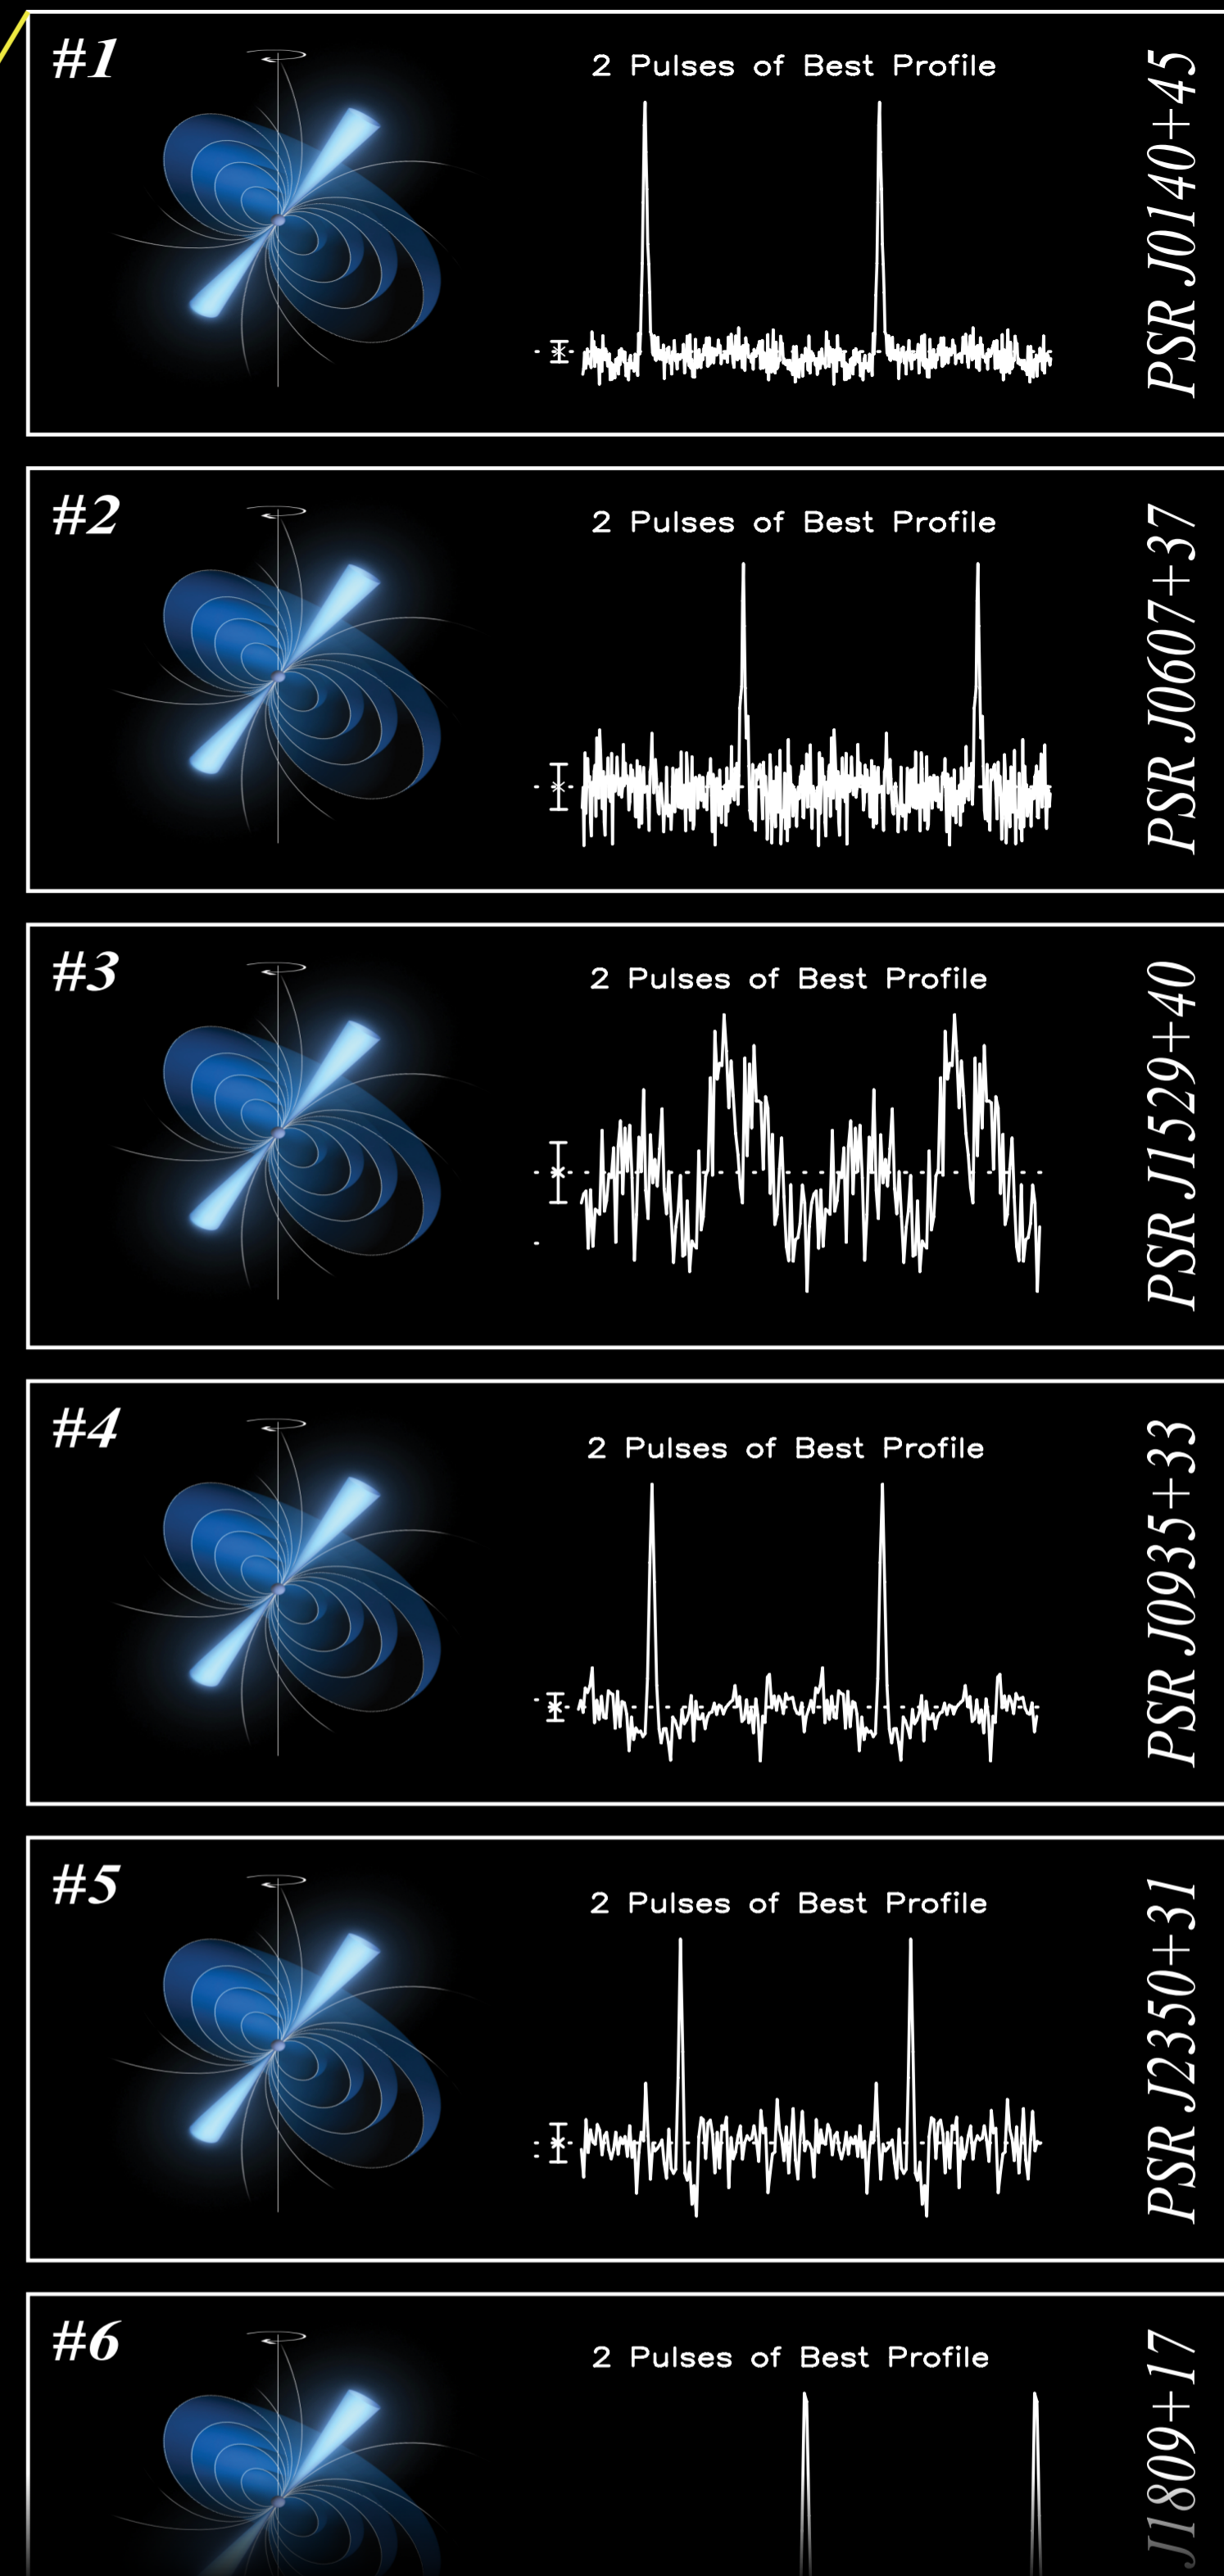 #1
2 Pulses of Best Profile
PSR J0140+45
#2
2 Pulses of Best Profile
PSR J0607+37
#3
2 Pulses of Best Profile
PSR J1529+40
#4
2 Pulses of Best Profile
PSR J0935+33
#5
2 Pulses of Best Profile
PSR J2350+31
#6
2 Pulses of Best Profile
J1809+17